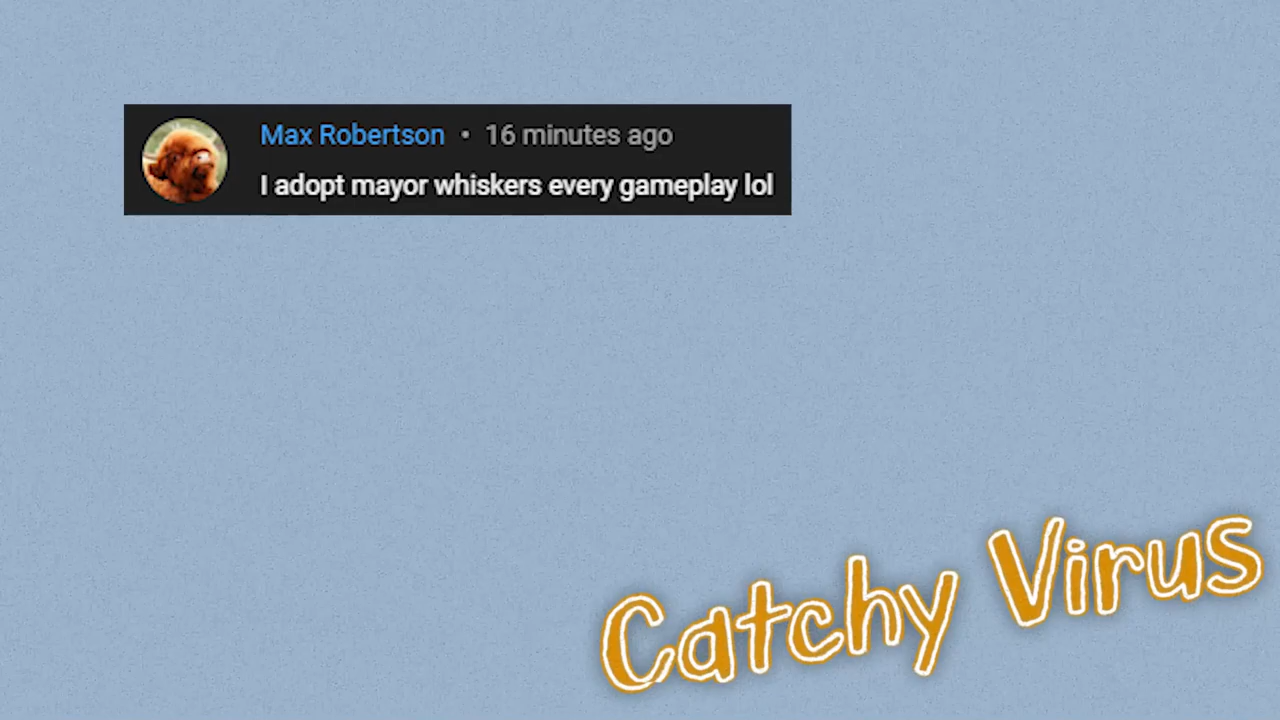 Max Robertson • 16 minutes ago
I adopt mayor whiskers every gameplay lol
Catchy Virus